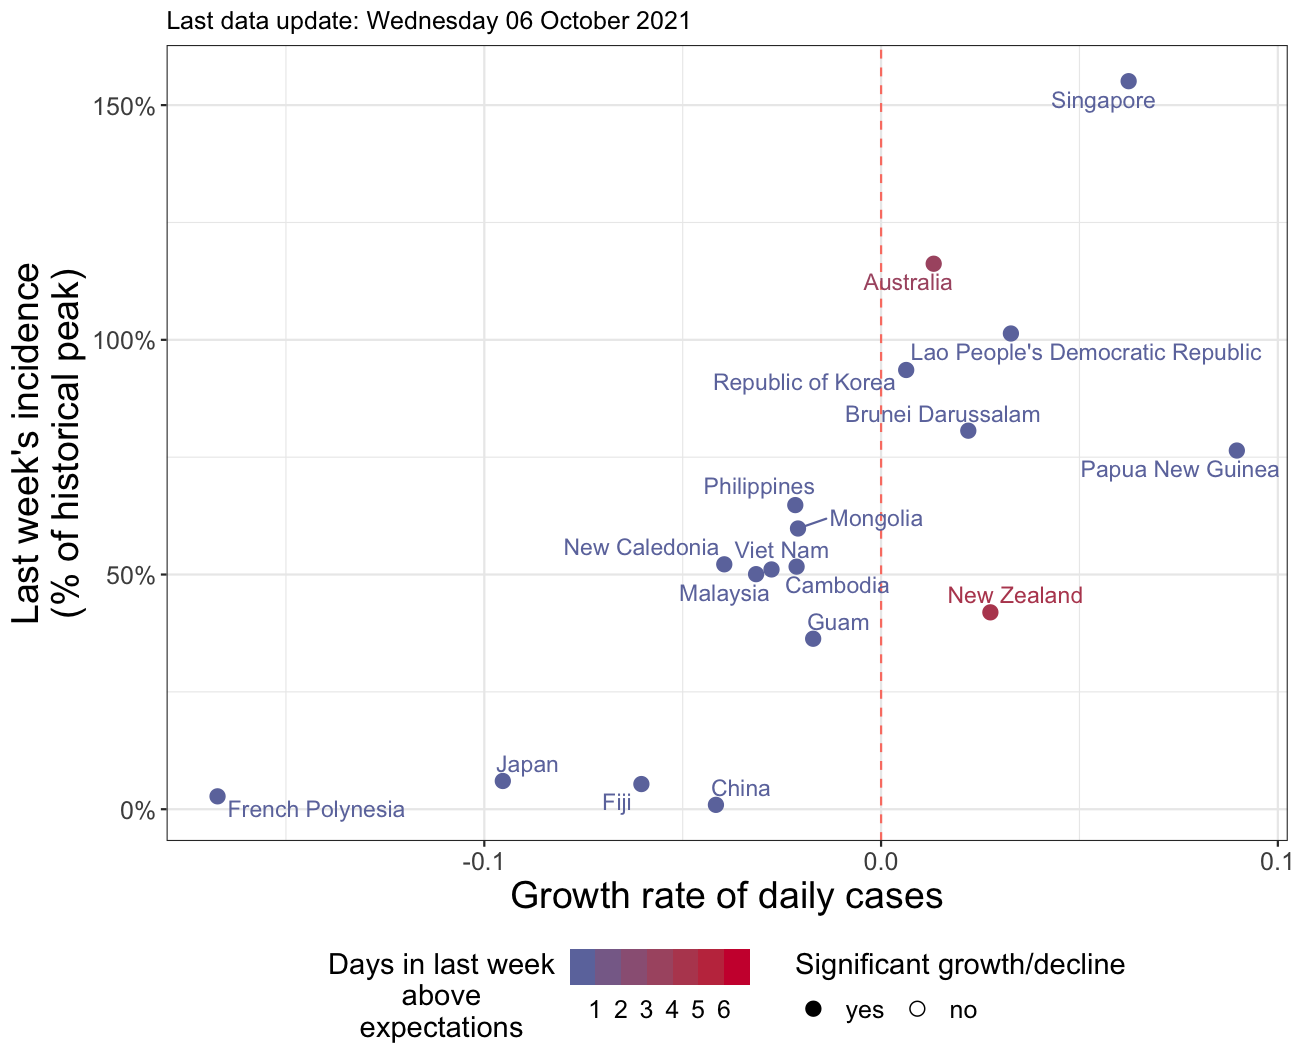 Last data update: Wednesday 06 October 2021
Last week's incidence
(% of historical peak)
150%
100%
50%
0%
Singapore
Australia
Lao People's Democratic Republic
Republic of Korea
Brunei Darussalam
Papua New Guinea
Philippines
Mongolia
New Caledonia
Viet Nam
Malaysia
Cambodia
New Zealand
Guam
Japan
Fiji
China
French Polynesia
-0.1
0.0
0.1
Growth rate of daily cases
Days in last week
above
expectations
1 2 3 4 5 6
Significant growth/decline
yes
no